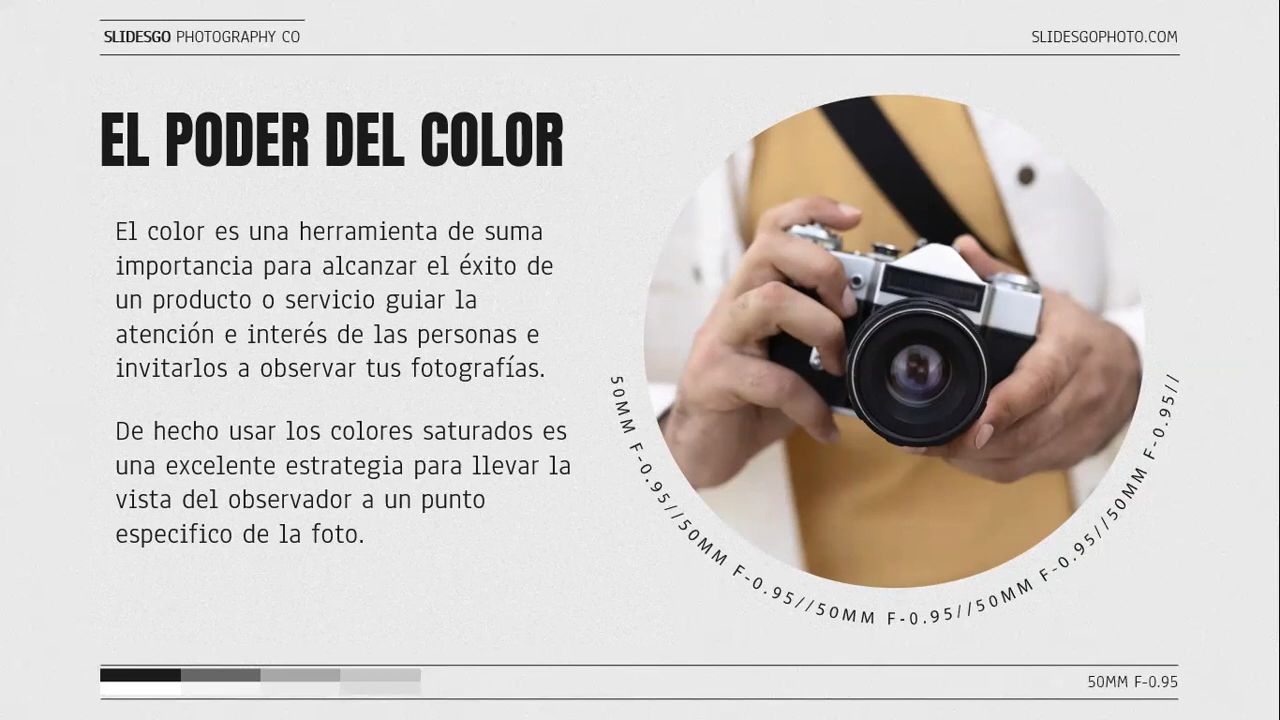 SLIDESGO PHOTOGRAPHY CO
SLIDESGOPHOTO.COM
EL PODER DEL COLOR
El color es una herramienta de suma
importancia para alcanzar el éxito de
un producto o servicio guiar la
atención e interés de las personas e
invitarlos a observar tus fotografías.
De hecho usar los colores saturados es
una excelente estrategia para llevar la
vista del observador a un punto
especifico de la foto.
50MM F-0.95//50MM F-0.95//50MM F-0.95//50MM F-0.95//50MM F-0.95//
50MM F-0.95